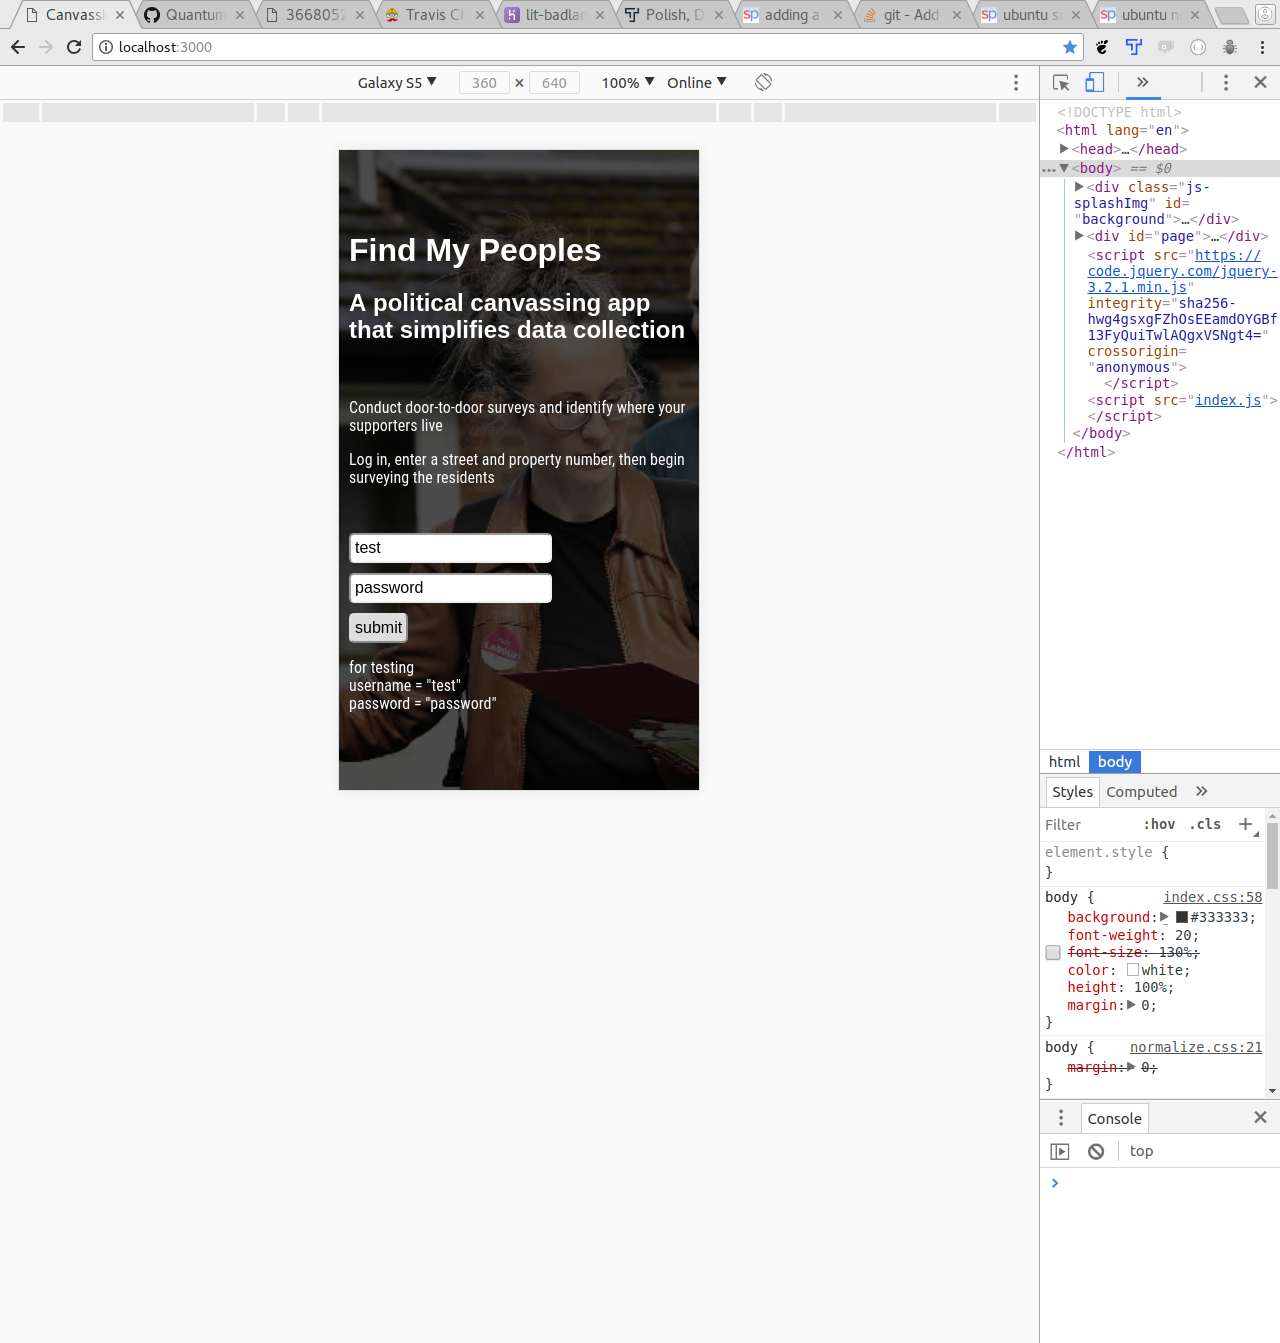 Canvassi
Quantum
3668052
Travis CI
lit-badlan
Polish, D
adding a
git - Add
ubuntu se
ubuntu n
localhost:3000
Galaxy S5 ▼ 360 × 640 100% ▼ Online ▼
Find My Peoples
A political canvassing app
that simplifies data collection
Conduct door-to-door surveys and identify where your
supporters live
Log in, enter a street and property number, then begin
surveying the residents
test
password
submit
for testing
username = "test"
password = "password"
Labour
<!DOCTYPE html>
<html lang="en">
▶<head>…</head>
…▼<body> == $0
▶<div class="js-
splashImg" id=
"background">…</div>
▶<div id="page">…</div>
<script src="https://
code.jquery.com/jquery-
3.2.1.min.js"
integrity="sha256-
hwg4gsxgFZhOsEEamdOYGBf
13FyQuiTwlAQgxVSNgt4="
crossorigin=
"anonymous">
</script>
<script src="index.js">
</script>
</body>
</html>
html body
Styles Computed »
Filter :hov .cls +
element.style {
}
body { index.css:58
background:▶ #333333;
font-weight: 20;
font-size: 130%;
color: white;
height: 100%;
margin:▶ 0;
}
body { normalize.css:21
margin:▶ 0;
}
Console
top